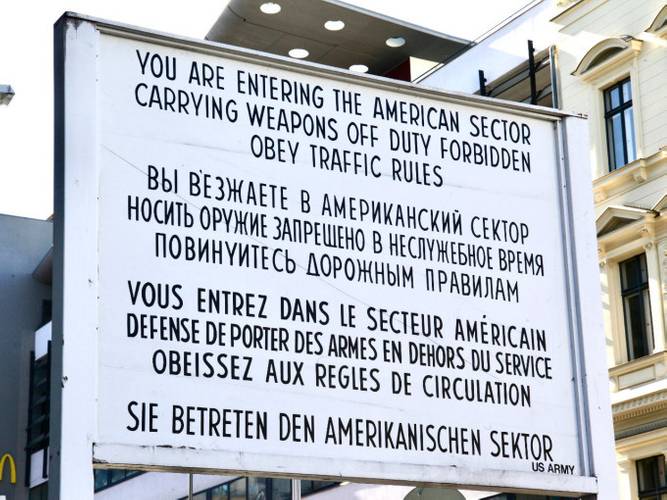 YOU ARE ENTERING THE AMERICAN SECTOR
CARRYING WEAPONS OFF DUTY FORBIDDEN
OBEY TRAFFIC RULES
ВЫ В'ЕЗЖАЕТЕ В АМЕРИКАНСКИЙ СЕКТОР
НОСИТЬ ОРУЖИЕ ЗАПРЕЩЕНО В НЕСЛУЖЕБНОЕ ВРЕМЯ
ПОВИНУИТЕСЬ ДОРОЖНЫМ ПРАВИЛАМ
VOUS ENTREZ DANS LE SECTEUR AMÉRICAIN
DEFENSE DE PORTER DES ARMES EN DEHORS DU SERVICE
OBEISSEZ AUX REGLES DE CIRCULATION
SIE BETRETEN DEN AMERIKANISCHEN SEKTOR
US ARMY